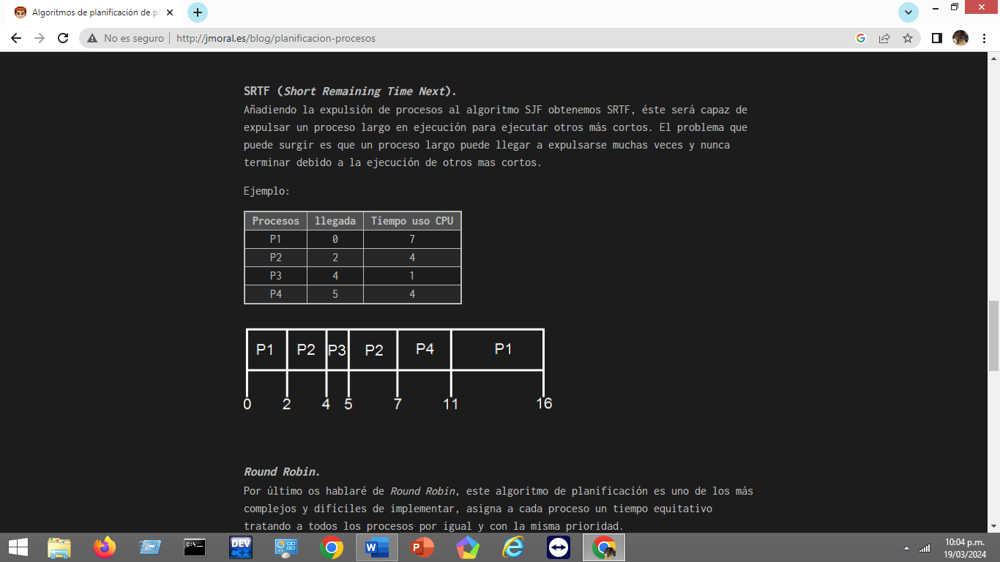 Algoritmos de planificación de pr
No es seguro
http://jmoral.es/blog/planificacion-procesos
SRTF (Short Remaining Time Next).
Añadiendo la expulsión de procesos al algoritmo SJF obtenemos SRTF, éste será capaz de
expulsar un proceso largo en ejecución para ejecutar otros más cortos. El problema que
puede surgir es que un proceso largo puede llegar a expulsarse muchas veces y nunca
terminar debido a la ejecución de otros mas cortos.
Ejemplo:
Procesos llegada Tiempo uso CPU
P1 0 7
P2 2 4
P3 4 1
P4 5 4
P1 P2 P3 P2 P4 P1
0 2 4 5 7 11 16
Round Robin.
Por último os hablaré de Round Robin, este algoritmo de planificación es uno de los más
complejos y difíciles de implementar, asigna a cada proceso un tiempo equitativo
tratando a todos los procesos por igual y con la misma prioridad.
C:\_
DEV
C++
W
P
10:04 p.m.
19/03/2024